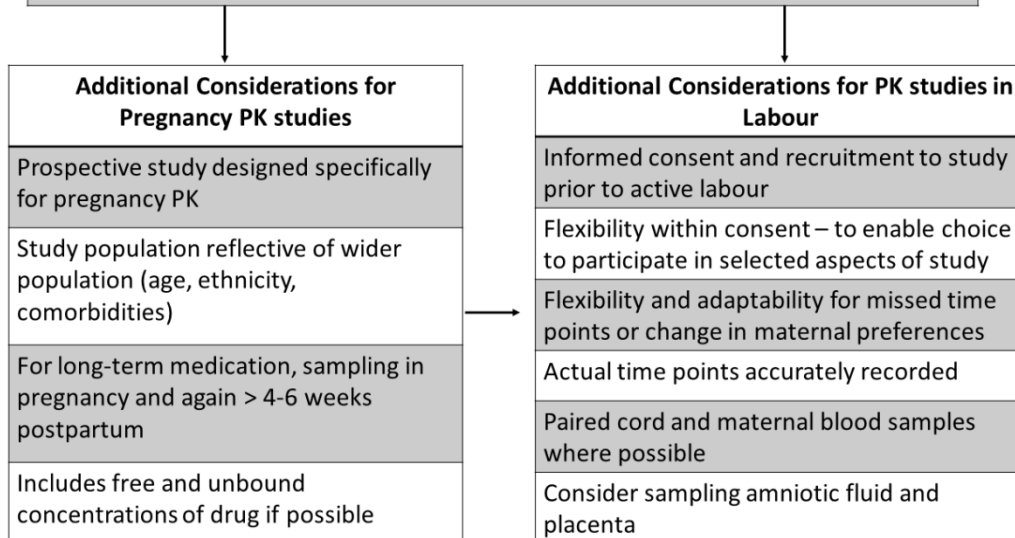 Additional Considerations for
Pregnancy PK studies
Prospective study designed specifically
for pregnancy PK
Study population reflective of wider
population (age, ethnicity,
comorbidities)
For long-term medication, sampling in
pregnancy and again > 4-6 weeks
postpartum
Includes free and unbound
concentrations of drug if possible
Additional Considerations for PK studies in
Labour
Informed consent and recruitment to study
prior to active labour
Flexibility within consent – to enable choice
to participate in selected aspects of study
Flexibility and adaptability for missed time
points or change in maternal preferences
Actual time points accurately recorded
Paired cord and maternal blood samples
where possible
Consider sampling amniotic fluid and
placenta